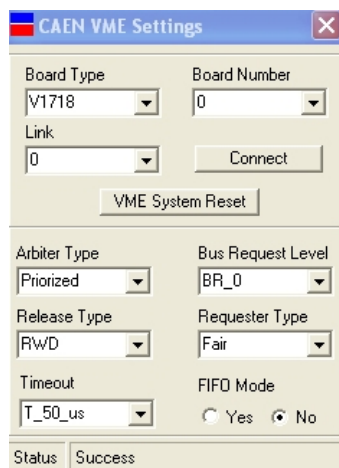 CAEN VME Settings
Board Type Board Number
V1718 0
Link
0 Connect
VME System Reset
Arbiter Type Bus Request Level
Priorized BR_0
Release Type Requester Type
RWD Fair
Timeout FIFO Mode
T_50_us Yes No
Status Success